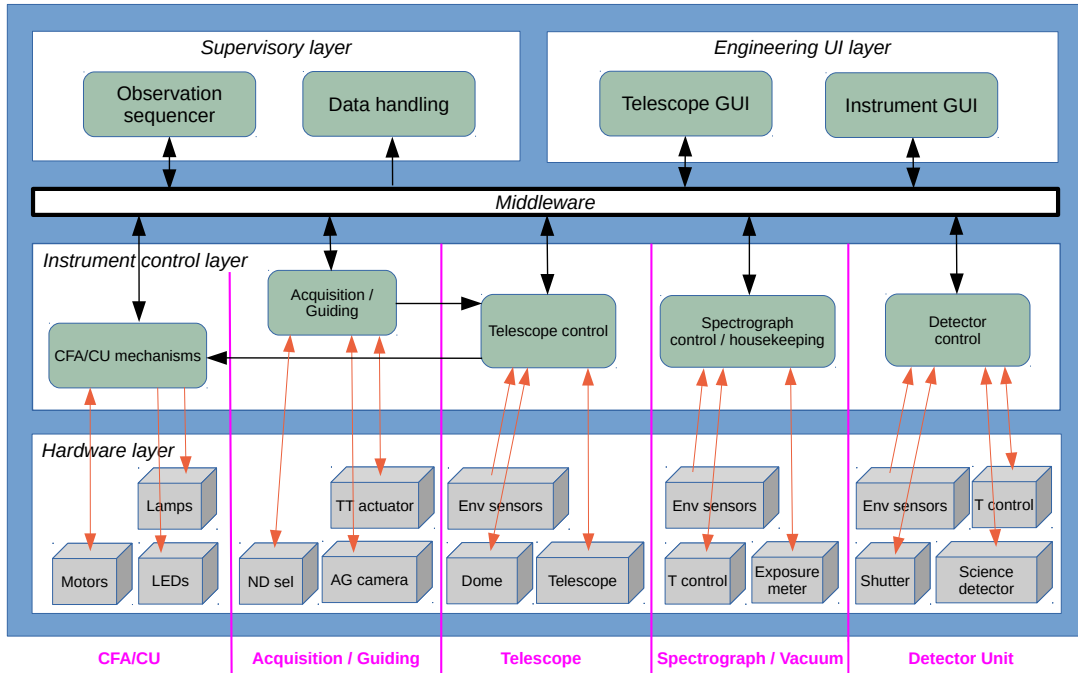 Supervisory layer
Engineering UI layer
Observation
sequencer
Data handling
Telescope GUI
Instrument GUI
Middleware
Instrument control layer
Acquisition /
Guiding
CFA/CU mechanisms
Telescope control
Spectrograph
control / housekeeping
Detector
control
Hardware layer
Lamps
TT actuator
Env sensors
Env sensors
Env sensors
T control
Motors
LEDs
ND sel
AG camera
Dome
Telescope
T control
Exposure
meter
Shutter
Science
detector
CFA/CU
Acquisition / Guiding
Telescope
Spectrograph / Vacuum
Detector Unit